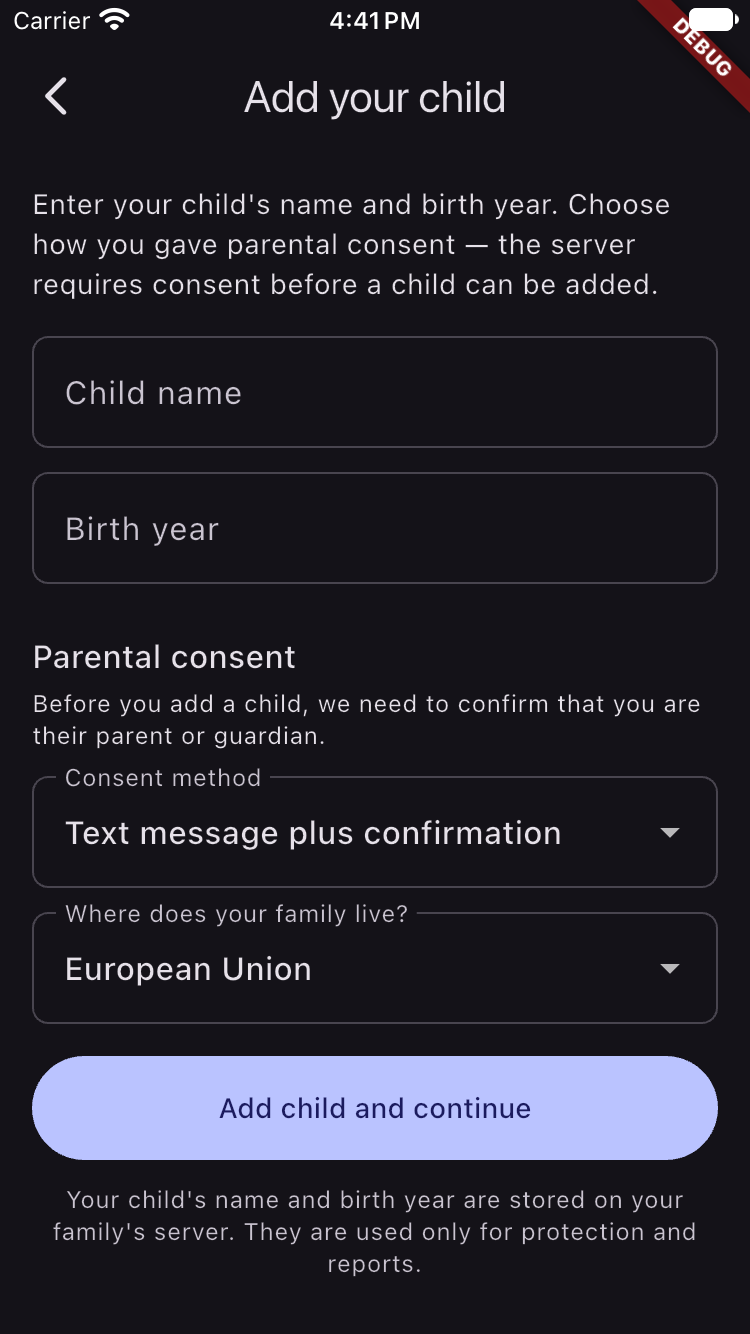 Carrier 4:41 PM
DEBUG
Add your child
Enter your child's name and birth year. Choose
how you gave parental consent — the server
requires consent before a child can be added.
Child name
Birth year
Parental consent
Before you add a child, we need to confirm that you are
their parent or guardian.
Consent method
Text message plus confirmation
Where does your family live?
European Union
Add child and continue
Your child's name and birth year are stored on your
family's server. They are used only for protection and
reports.